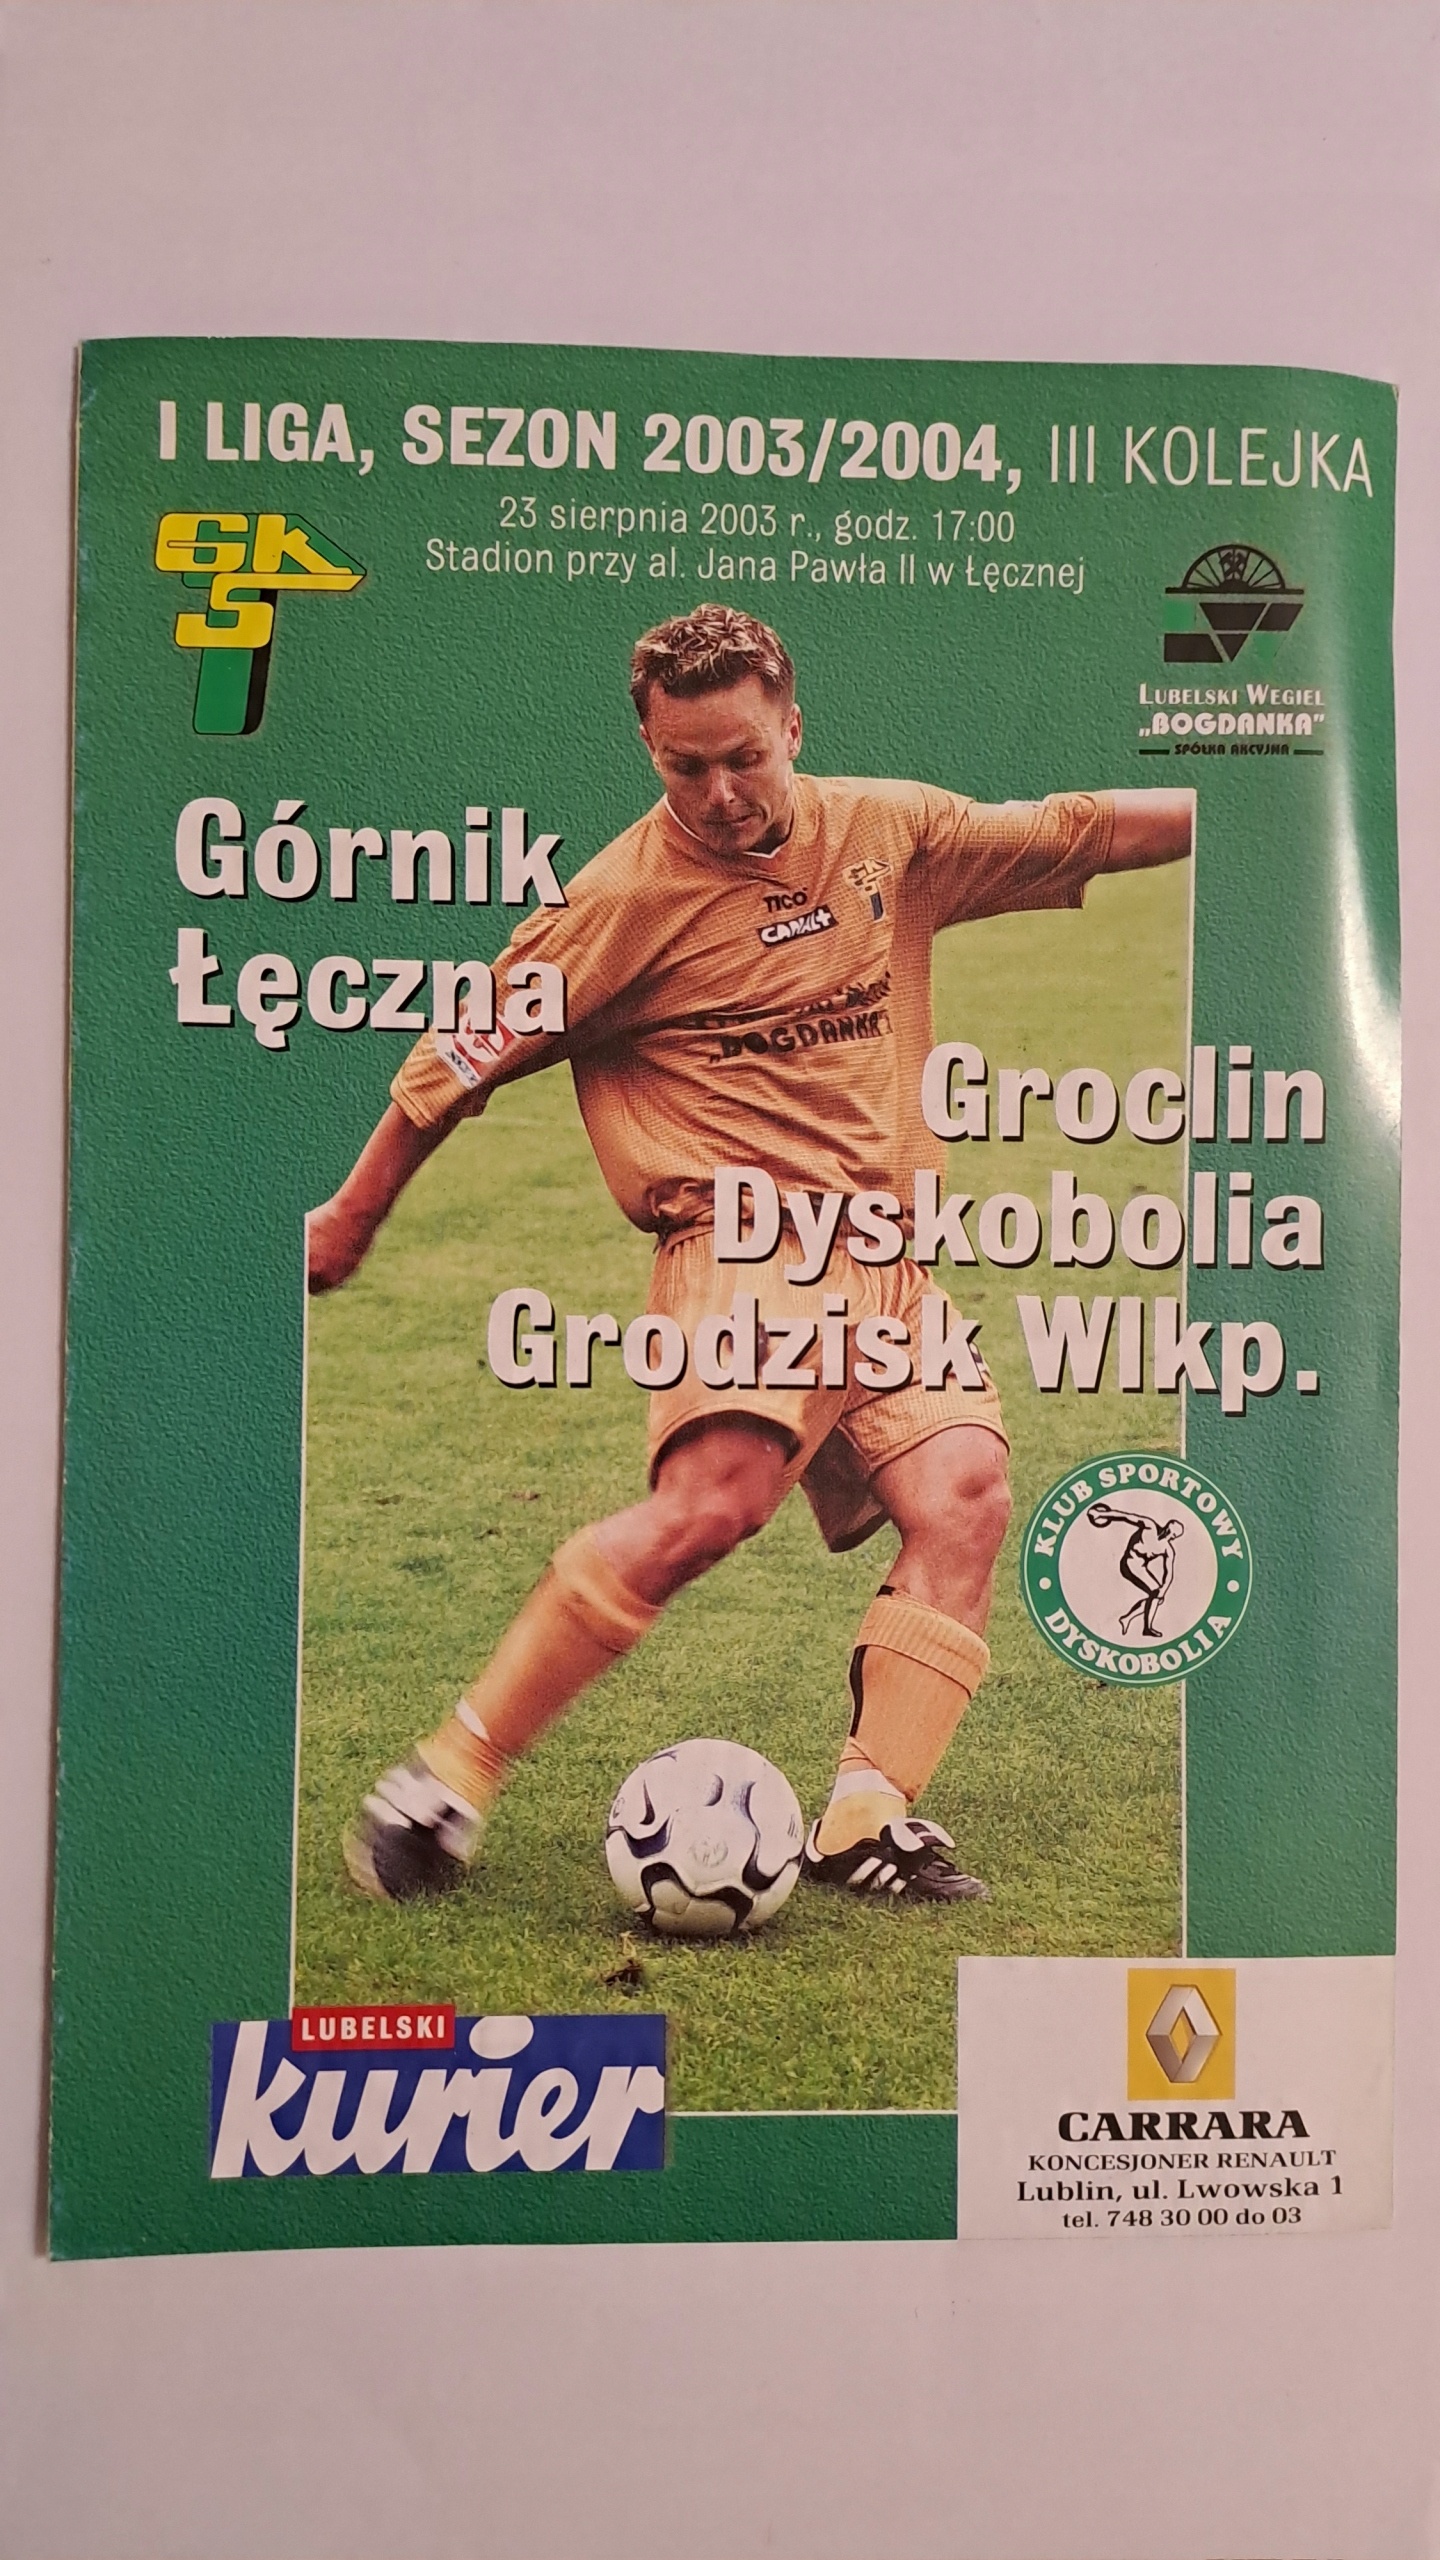 I LIGA, SEZON 2003/2004, III KOLEJKA
23 sierpnia 2003 r., godz. 17:00
Stadion przy al. Jana Pawła II w Łęcznej
GKS
LUBELSKI WĘGIEL
„BOGDANKA"
SPÓŁKA AKCYJNA
Górnik
Łęczna
TICO
CANAL+
„BOGDANKA"
Groclin
Dyskobolia
Grodzisk Wlkp.
KLUB SPORTOWY
DYSKOBOLIA
LUBELSKI
kurier
CARRARA
KONCESJONER RENAULT
Lublin, ul. Lwowska 1
tel. 748 30 00 do 03